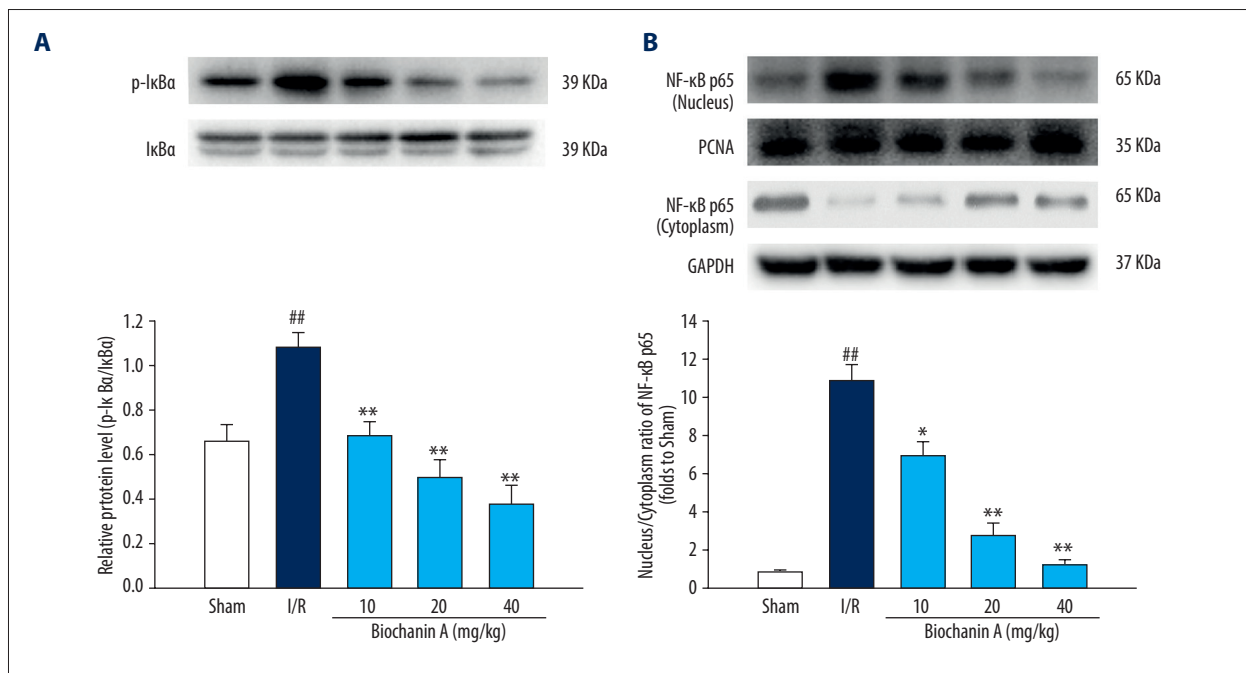 A
p-IκBα
39 KDa
IκBα
39 KDa
Relative prtotein level (p-Iκ Bα/IκBα)
1.2
1.0
0.8
0.6
0.4
0.2
0.0
##
**
**
**
Sham
I/R
10
20
40
Biochanin A (mg/kg)
B
NF-κB p65
(Nucleus)
65 KDa
PCNA
35 KDa
NF-κB p65
(Cytoplasm)
65 KDa
GAPDH
37 KDa
Nucleus/Cytoplasm ratio of NF-κB p65
(folds to Sham)
14
12
10
8
6
4
2
0
##
*
**
**
Sham
I/R
10
20
40
Biochanin A (mg/kg)